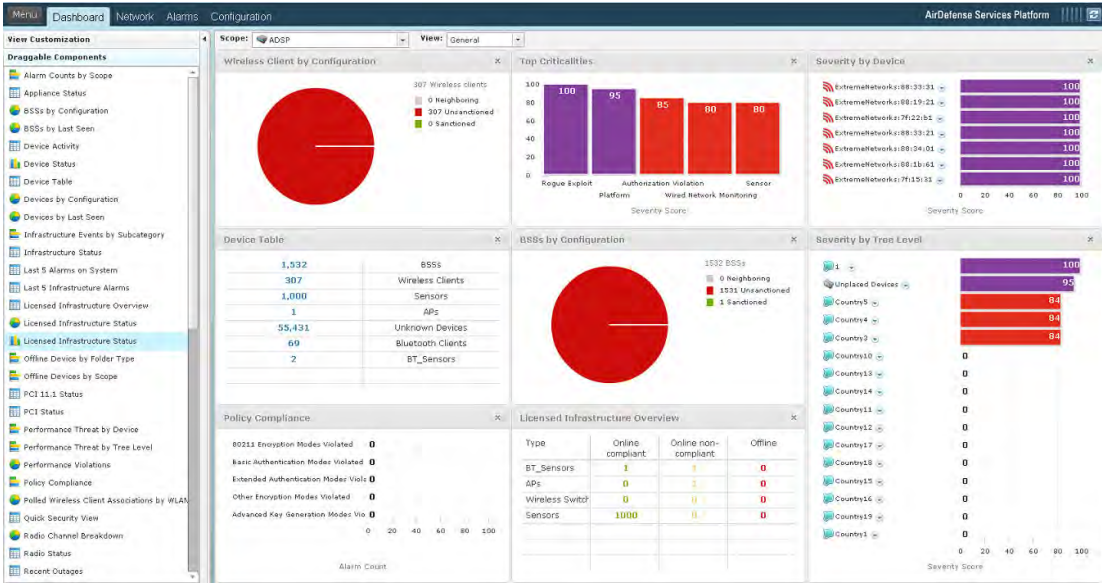 Menu Dashboard Network Alarms Configuration AirDefense Services Platform
View Customization
Draggable Components
Alarm Counts by Scope
Appliance Status
BSSs by Configuration
BSSs by Last Seen
Device Activity
Device Status
Device Table
Devices by Configuration
Devices by Last Seen
Infrastructure Events by Subcategory
Infrastructure Status
Last 5 Alarms on System
Last 5 Infrastructure Alarms
Licensed Infrastructure Overview
Licensed Infrastructure Status
Licensed Infrastructure Status
Offline Device by Folder Type
Offline Devices by Scope
PCI 11.1 Status
PCI Status
Performance Threat by Device
Performance Threat by Tree Level
Performance Violations
Policy Compliance
Polled Wireless Client Associations by WLAN
Quick Security View
Radio Channel Breakdown
Radio Status
Recent Outages
Scope: ADSP View: General
Wireless Client by Configuration
307 Wireless clients
0 Neighboring
307 Unsanctioned
0 Sanctioned
Top Criticalities
100
80
60
40
20
0
100 95 85 80 80
Rogue Exploit Authorization Violation Sensor
Platform Wired Network Monitoring
Severity Score
Severity by Device
ExtremeNetworks:88:33:31 100
ExtremeNetworks:88:19:21 100
ExtremeNetworks:7f:22:b1 100
ExtremeNetworks:88:33:21 100
ExtremeNetworks:88:34:01 100
ExtremeNetworks:88:1b:61 100
ExtremeNetworks:7f:15:31 100
0 20 40 60 80 100
Severity Score
Device Table
1,532 BSSs
307 Wireless Clients
1,000 Sensors
1 APs
55,431 Unknown Devices
69 Bluetooth Clients
2 BT_Sensors
BSSs by Configuration
1532 BSSs
0 Neighboring
1531 Unsanctioned
1 Sanctioned
Severity by Tree Level
1 100
Unplaced Devices 95
Country5 84
Country4 84
Country3 84
Country10 0
Country13 0
Country14 0
Country11 0
Country12 0
Country17 0
Country18 0
Country15 0
Country16 0
Country19 0
Country1 0
0 20 40 60 80 100
Severity Score
Policy Compliance
80211 Encryption Modes Violated 0
Basic Authentication Modes Violated 0
Extended Authentication Modes Viola 0
Other Encryption Modes Violated 0
Advanced Key Generation Modes Vio 0
0 20 40 60 80 100
Alarm Count
Licensed Infrastructure Overview
Type Online compliant Online non-compliant Offline
BT_Sensors 1 1 0
APs 0 1 0
Wireless Switch 0 0 0
Sensors 1000 0 0